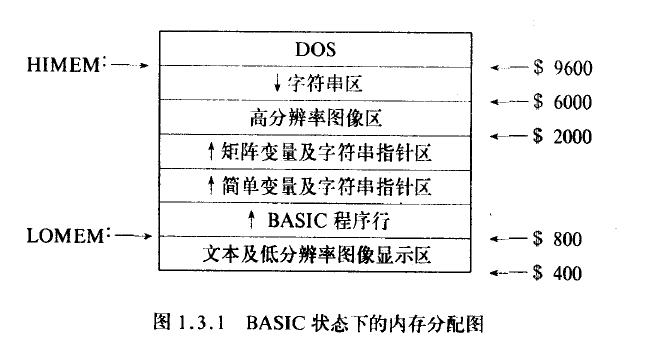 DOS
HIMEM:
$ 9600
↓字符串区
$ 6000
高分辨率图像区
$ 2000
↑矩阵变量及字符串指针区
↑简单变量及字符串指针区
↑ BASIC 程序行
LOMEM:
$ 800
文本及低分辨率图像显示区
$ 400
图 1.3.1 BASIC 状态下的内存分配图